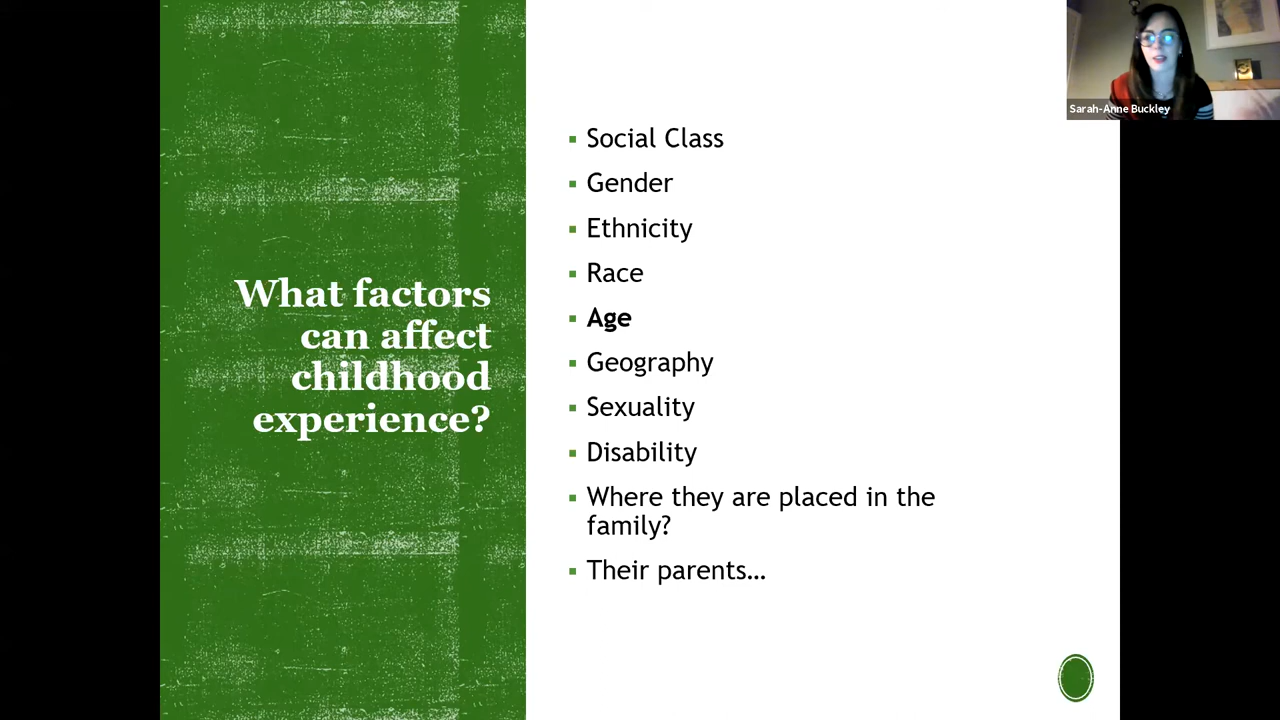 What factors
can affect
childhood
experience?
Social Class
Gender
Ethnicity
Race
Age
Geography
Sexuality
Disability
Where they are placed in the
family?
Their parents…
Sarah-Anne Buckley